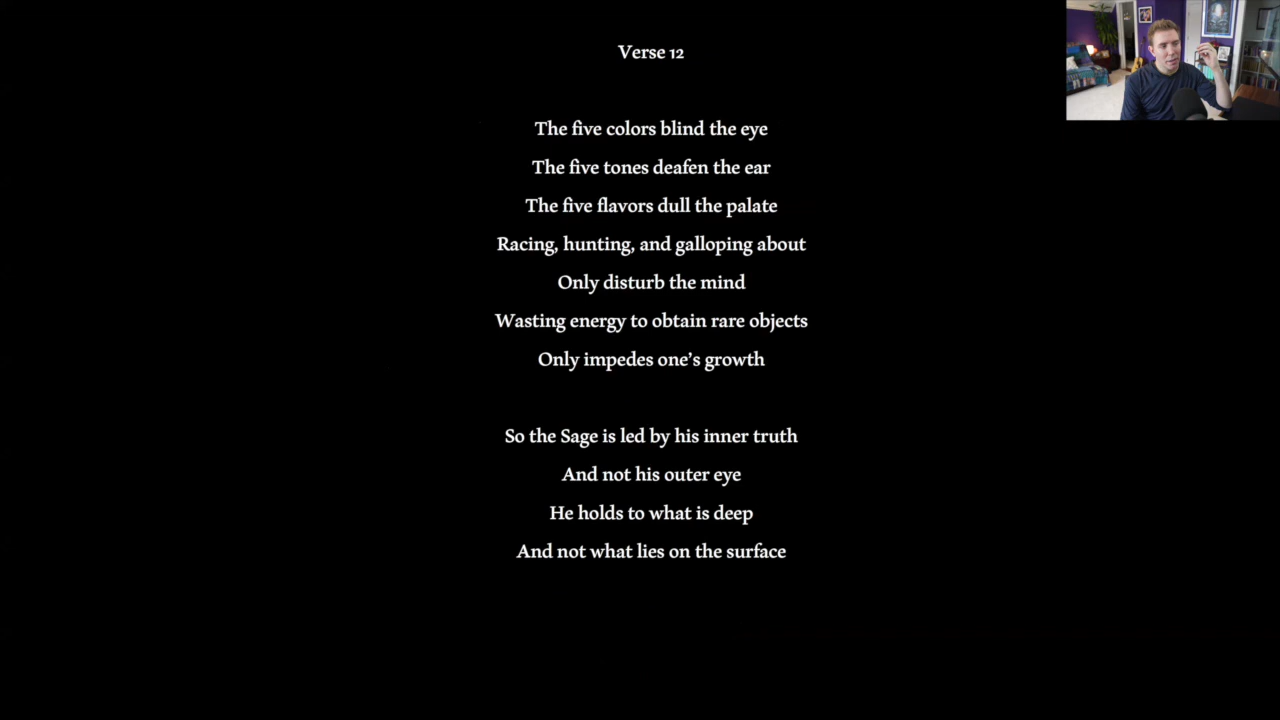 Verse 12
The five colors blind the eye
The five tones deafen the ear
The five flavors dull the palate
Racing, hunting, and galloping about
Only disturb the mind
Wasting energy to obtain rare objects
Only impedes one’s growth
So the Sage is led by his inner truth
And not his outer eye
He holds to what is deep
And not what lies on the surface